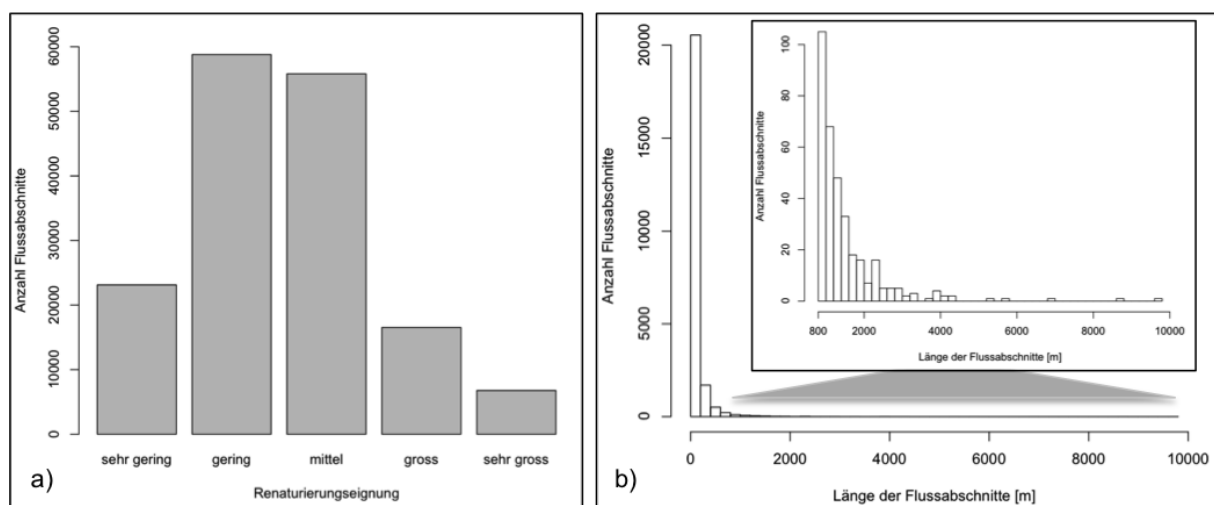 Anzahl Flussabschnitte
60000
50000
40000
30000
20000
10000
0
sehr gering gering mittel gross sehr gross
Renaturierungseignung
a)
Anzahl Flussabschnitte
20000
15000
10000
5000
0
0 2000 4000 6000 8000 10000
Länge der Flussabschnitte [m]
b)
Anzahl Flussabschnitte
100
80
60
40
20
0
800 2000 4000 6000 8000 10000
Länge der Flussabschnitte [m]